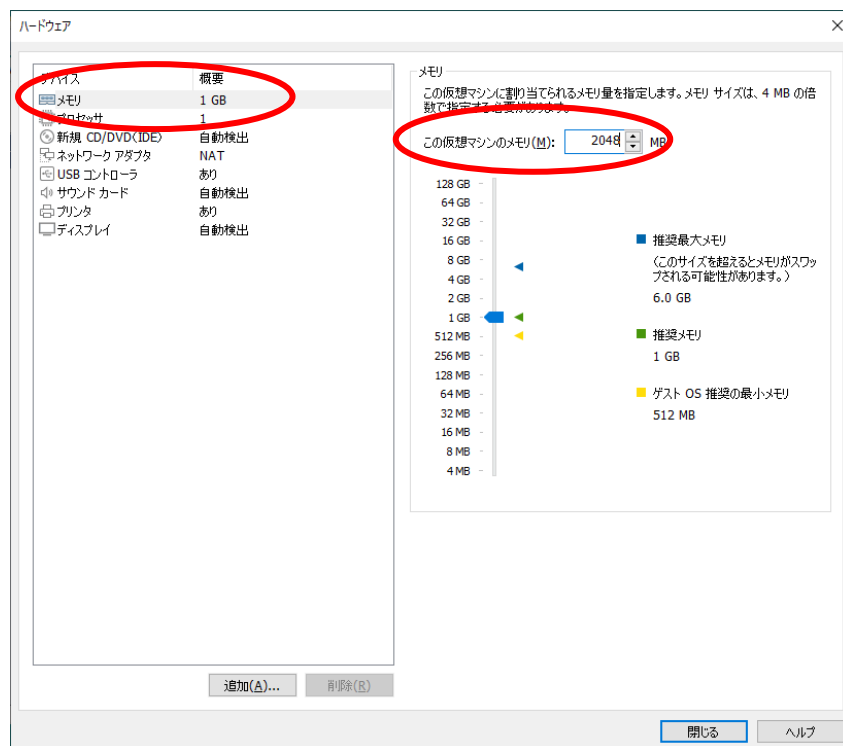 ハードウェア
デバイス 概要
メモリ 1 GB
プロセッサ 1
新規 CD/DVD(IDE) 自動検出
ネットワーク アダプタ NAT
USB コントローラ あり
サウンド カード 自動検出
プリンタ あり
ディスプレイ 自動検出
追加(A)... 削除(R)
メモリ
この仮想マシンに割り当てられるメモリ量を指定します。メモリ サイズは、4 MB の倍
数で指定する必要があります。
この仮想マシンのメモリ(M): 2048 MB
128 GB
64 GB
32 GB
16 GB
8 GB
4 GB
2 GB
1 GB
512 MB
256 MB
128 MB
64 MB
32 MB
16 MB
8 MB
4 MB
推奨最大メモリ
(このサイズを超えるとメモリがスワッ
プされる可能性があります。)
6.0 GB
推奨メモリ
1 GB
ゲスト OS 推奨の最小メモリ
512 MB
閉じる ヘルプ